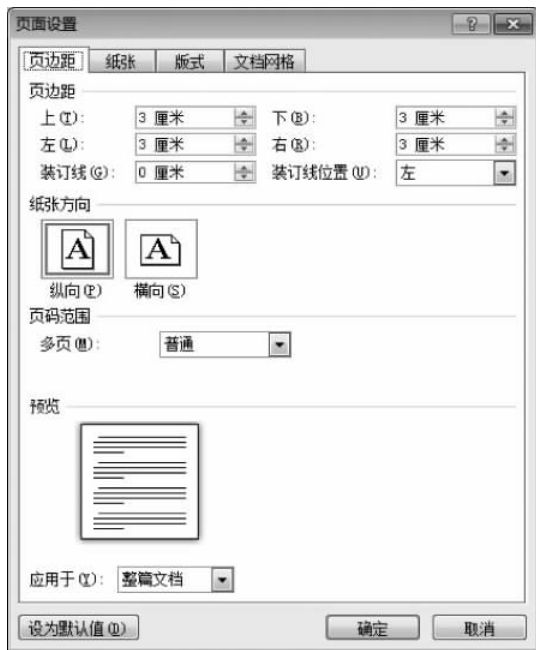 页面设置
页边距 纸张 版式 文档网格
页边距
上(T): 3 厘米 下(B): 3 厘米
左(L): 3 厘米 右(R): 3 厘米
装订线(G): 0 厘米 装订线位置(U): 左
纸张方向
A A
纵向(P) 横向(S)
页码范围
多页(M): 普通
预览
应用于(Y): 整篇文档
设为默认值(D) 确定 取消